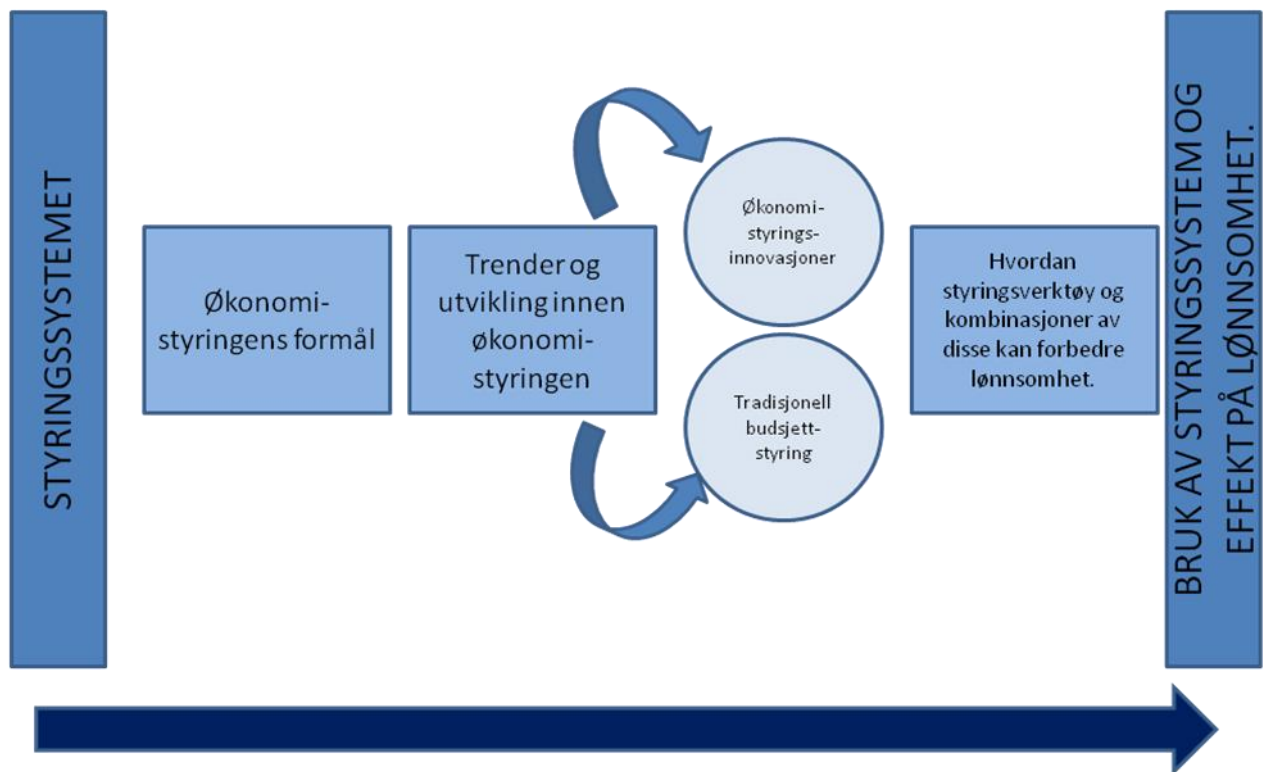 STYRINGSSYSTEMET
Økonomi-
styringens formål
Trender og
utvikling innen
økonomi-
styringen
Økonomi-
styrings-
innovasjoner
Tradisjonell
budsjett-
styring
Hvordan
styringsverktøy og
kombinasjoner av
disse kan forbedre
lønnsomhet.
BRUK AV STYRINGSSYSTEM OG
EFFEKT PÅ LØNNSOMHET.